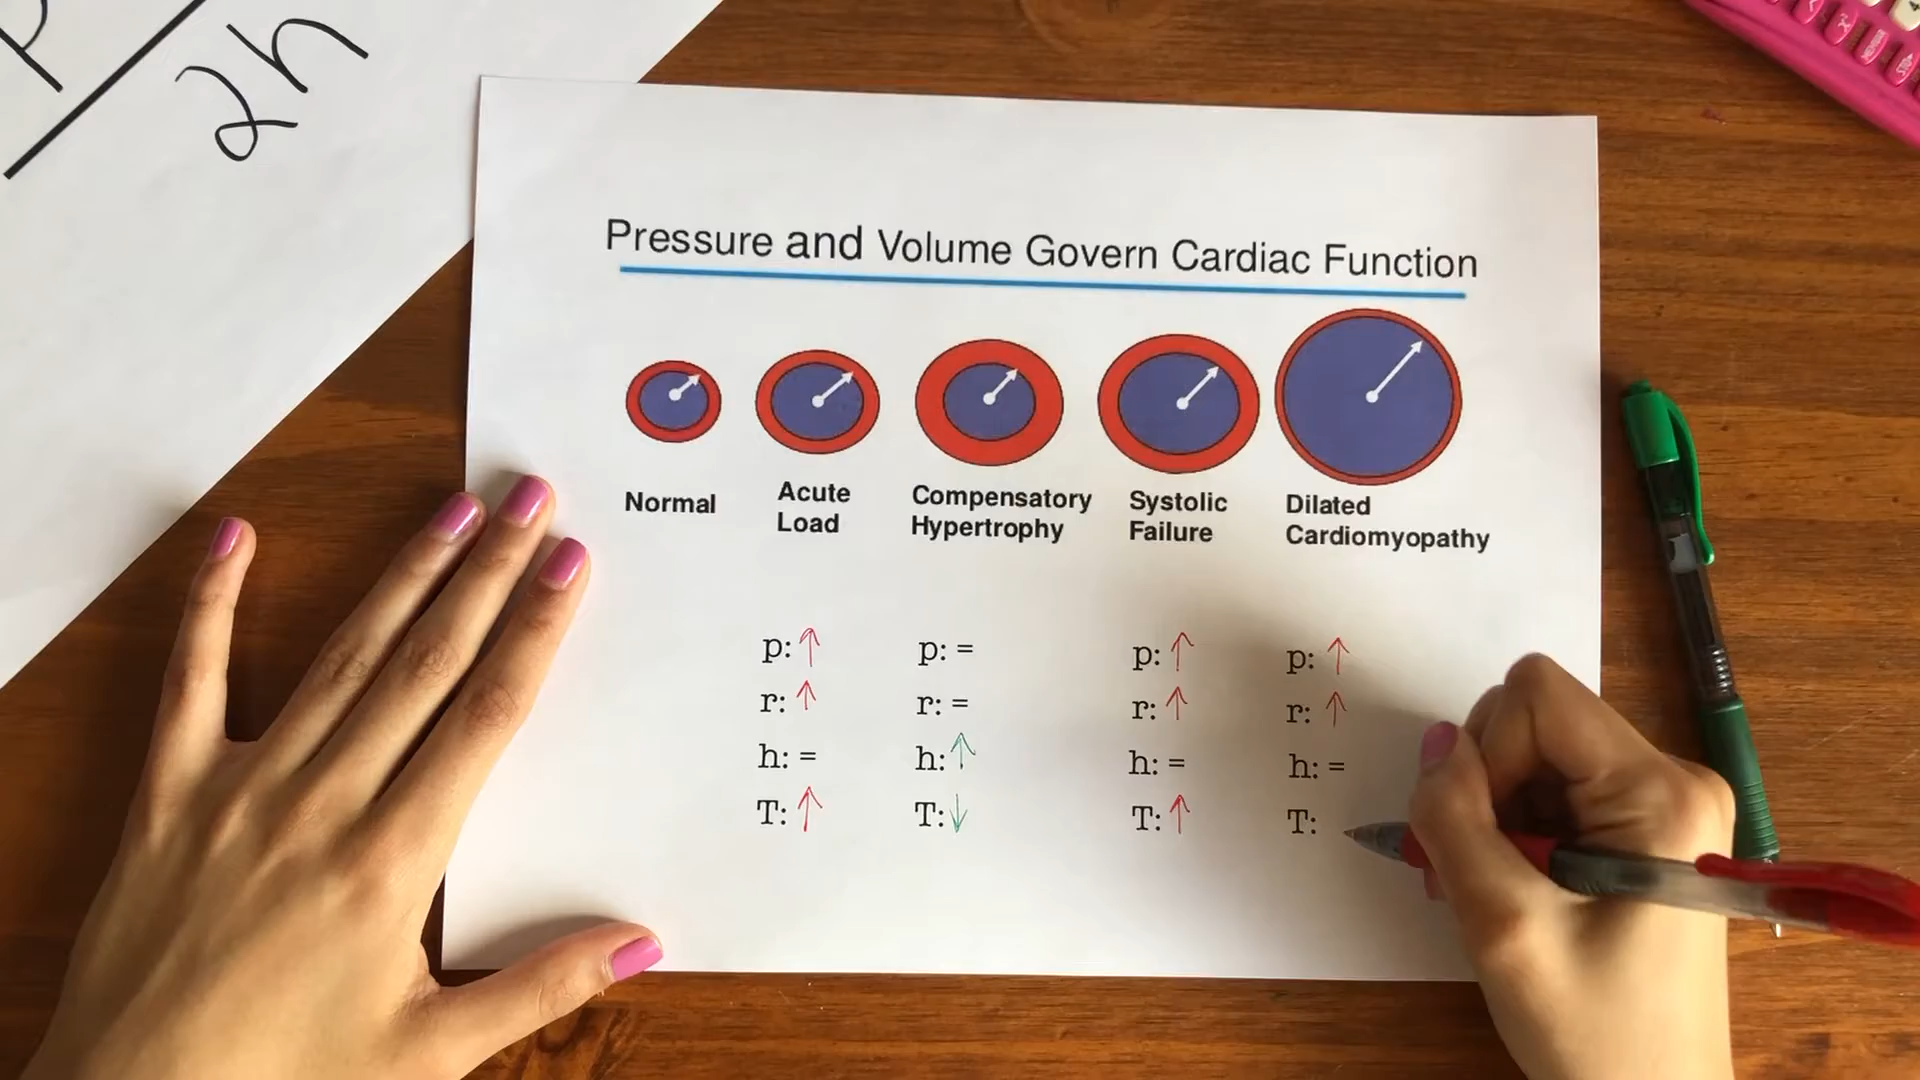 p
2h
Pressure and Volume Govern Cardiac Function
Normal
Acute
Load
Compensatory
Hypertrophy
Systolic
Failure
Dilated
Cardiomyopathy
p: ↑
r: ↑
h: =
T: ↑
p: =
r: =
h: ↑
T: ↓
p: ↑
r: ↑
h: =
T: ↑
p: ↑
r: ↑
h: =
T: